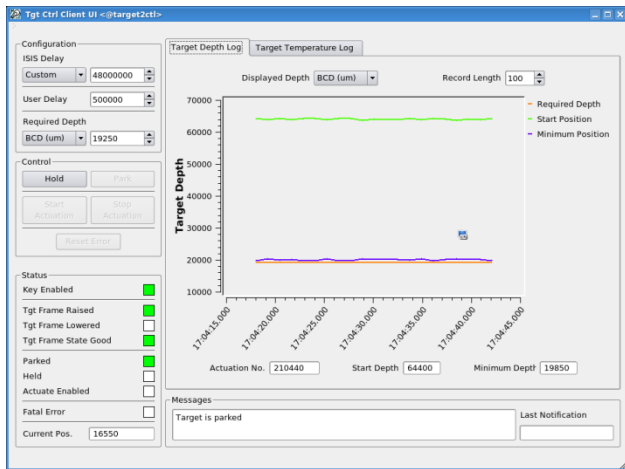 Tgt Ctrl Client UI <@target2ctl>
Configuration
ISIS Delay
Custom 48000000
User Delay 500000
Required Depth
BCD (um) 19250
Control
Hold Park
Start Actuation Stop Actuation
Reset Error
Status
Key Enabled
Tgt Frame Raised
Tgt Frame Lowered
Tgt Frame State Good
Parked
Held
Actuate Enabled
Fatal Error
Current Pos. 16550
Target Depth Log Target Temperature Log
Displayed Depth BCD (um) Record Length 100
70000
60000
50000
40000
30000
20000
10000
Target Depth
Required Depth
Start Position
Minimum Position
17:04:15.000 17:04:20.000 17:04:25.000 17:04:30.000 17:04:35.000 17:04:40.000 17:04:45.000
Actuation No. 210440 Start Depth 64400 Minimum Depth 19850
Messages
Target is parked
Last Notification